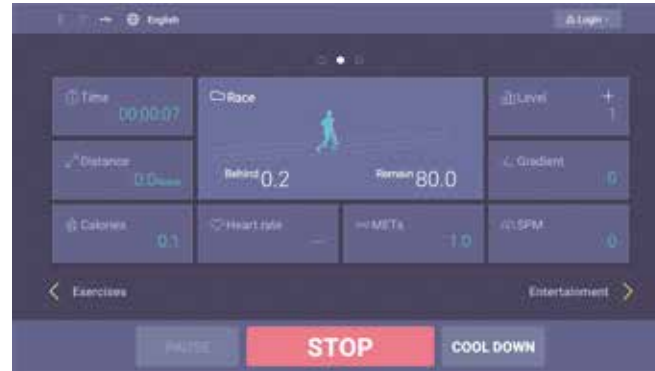 English
Login
Time
00:00:07
Race
Level
+
1
Distance
0.0
Behind 0.2
Remain 80.0
Gradient
0
Calories
0.1
Heart rate
--
METs
1.0
SPM
0
< Exercises
Entertainment >
PAUSE
STOP
COOL DOWN